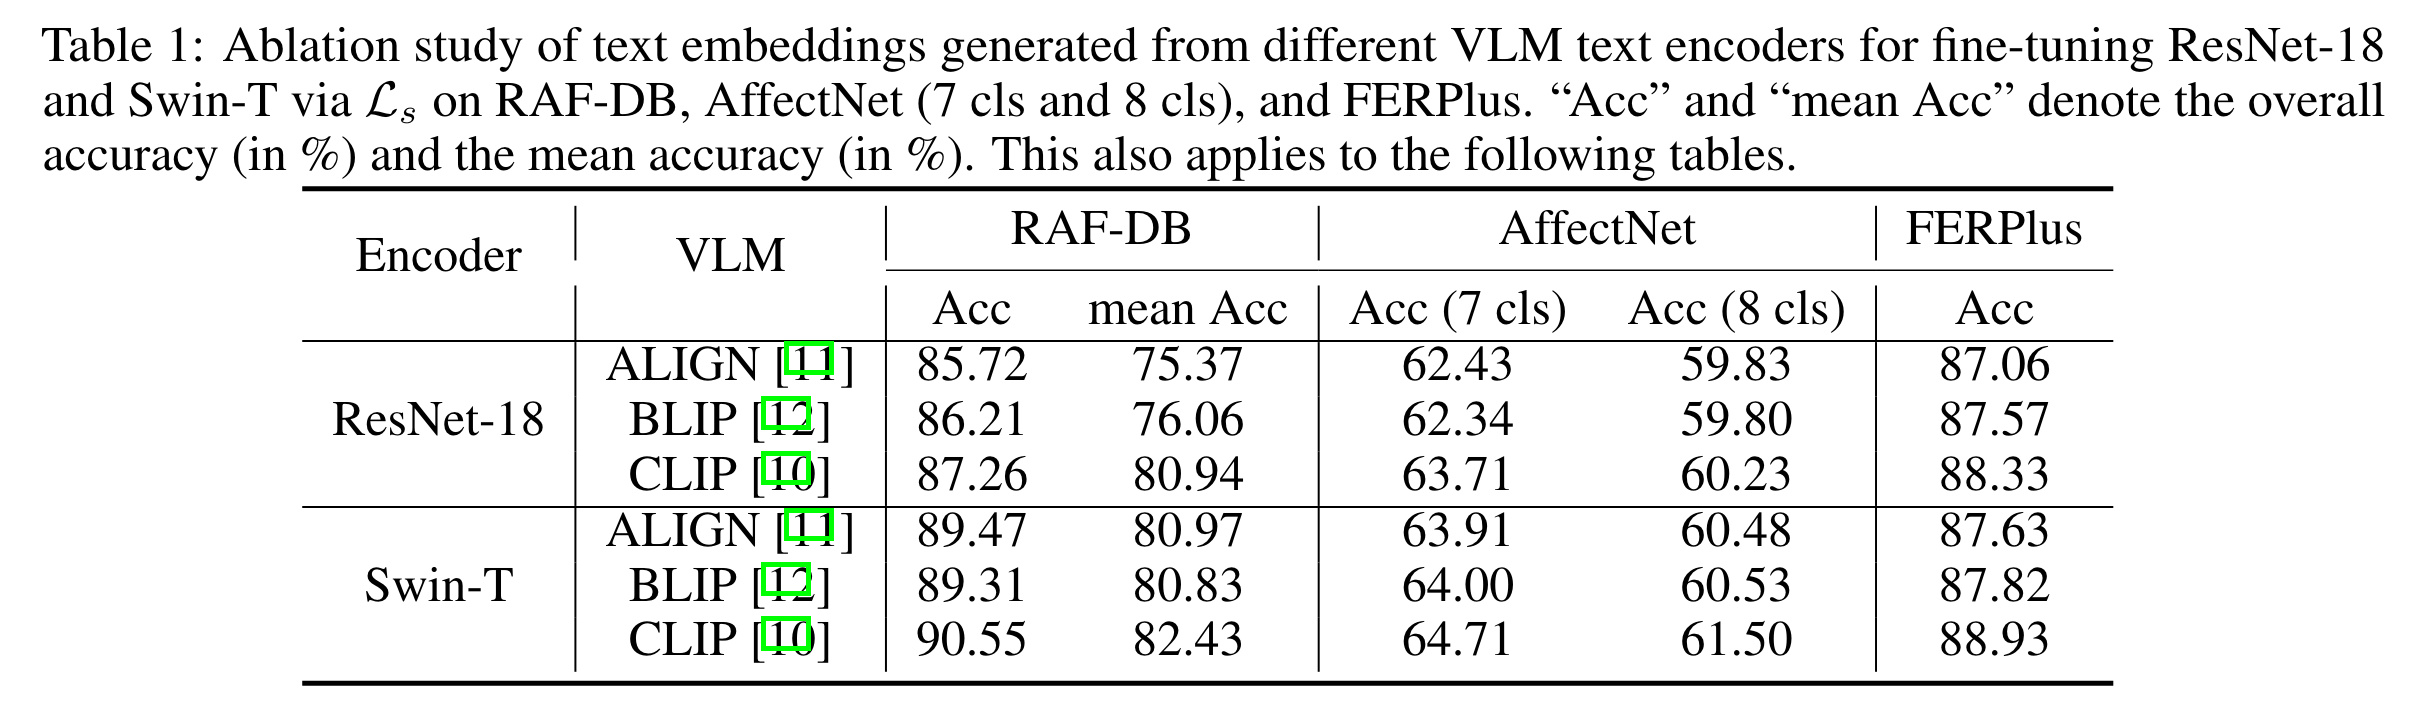 Table 1: Ablation study of text embeddings generated from different VLM text encoders for fine-tuning ResNet-18
and Swin-T via ℒs on RAF-DB, AffectNet (7 cls and 8 cls), and FERPlus. “Acc” and “mean Acc” denote the overall
accuracy (in %) and the mean accuracy (in %). This also applies to the following tables.
Encoder VLM RAF-DB AffectNet FERPlus
Acc mean Acc Acc (7 cls) Acc (8 cls) Acc
ALIGN [11] 85.72 75.37 62.43 59.83 87.06
ResNet-18 BLIP [12] 86.21 76.06 62.34 59.80 87.57
CLIP [10] 87.26 80.94 63.71 60.23 88.33
ALIGN [11] 89.47 80.97 63.91 60.48 87.63
Swin-T BLIP [12] 89.31 80.83 64.00 60.53 87.82
CLIP [10] 90.55 82.43 64.71 61.50 88.93